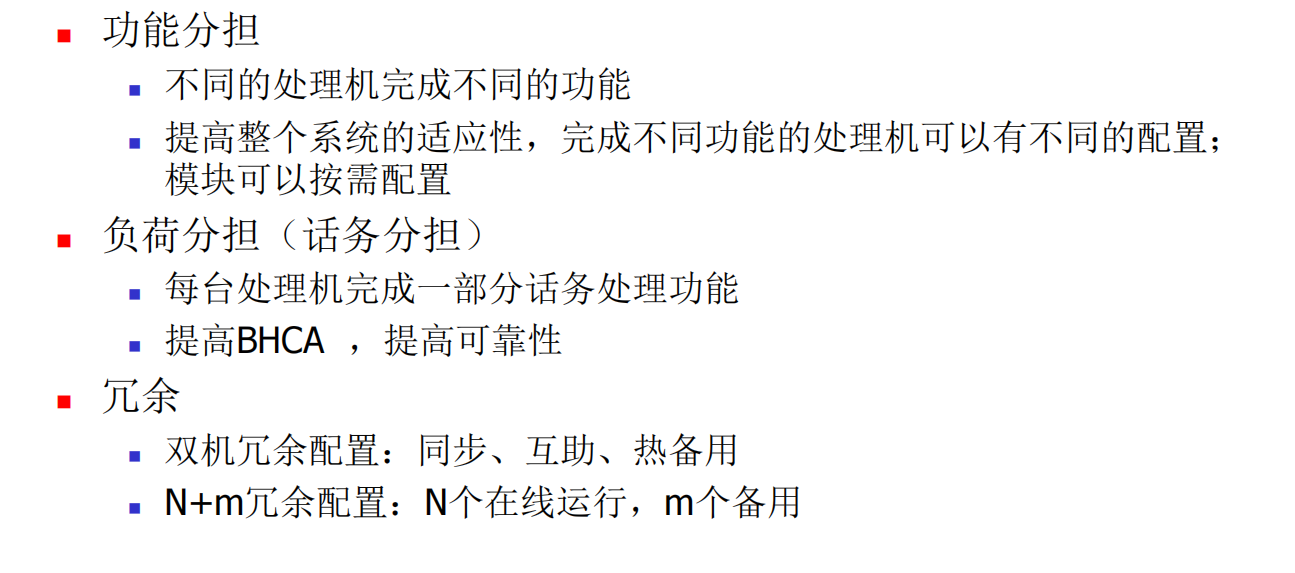 功能分担
不同的处理机完成不同的功能
提高整个系统的适应性，完成不同功能的处理机可以有不同的配置；
模块可以按需配置
负荷分担（话务分担）
每台处理机完成一部分话务处理功能
提高BHCA ，提高可靠性
冗余
双机冗余配置：同步、互助、热备用
N+m冗余配置：N个在线运行，m个备用